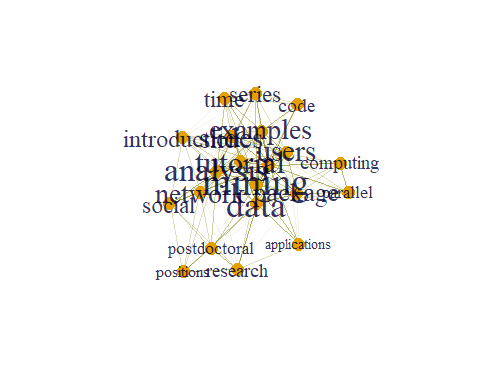 time series
code
examples
introduction slides
users
tutorial
computing
analysis
mining
network package parallel
social data
postdoctoral
applications
positions research